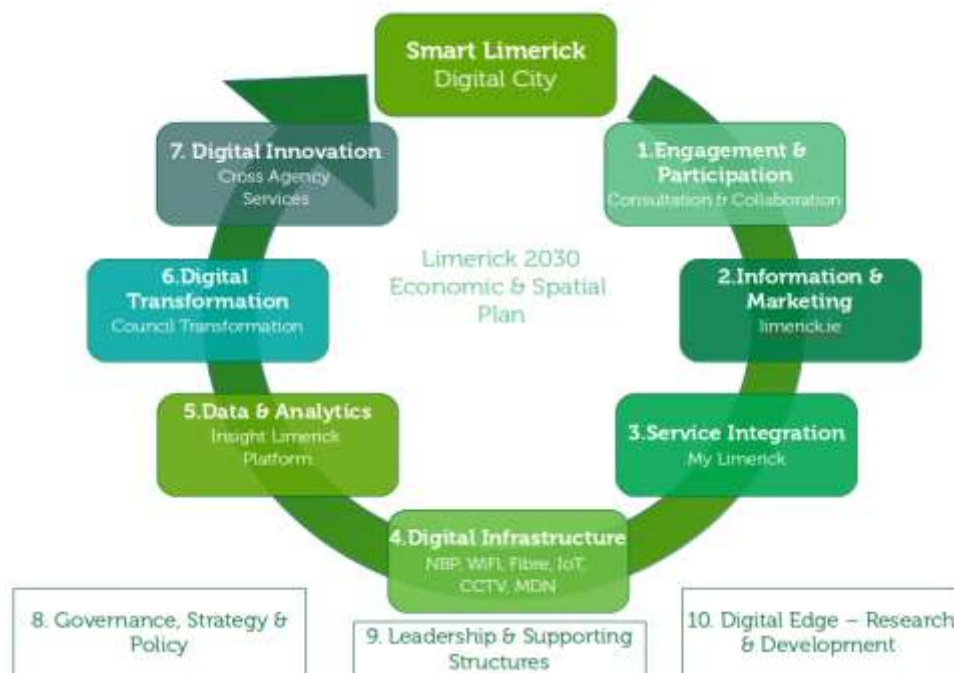 Smart Limerick
Digital City
1.Engagement &
Participation
Consultation & Collaboration
2.Information &
Marketing
limerick.ie
3.Service Integration
My Limerick
4.Digital Infrastructure
NBP, WiFi, Fibre, IoT,
CCTV, MDN
5.Data & Analytics
Insight Limerick
Platform
6.Digital
Transformation
Council Transformation
7. Digital Innovation
Cross Agency
Services
Limerick 2030
Economic & Spatial
Plan
8. Governance, Strategy &
Policy
9. Leadership & Supporting
Structures
10. Digital Edge – Research
& Development